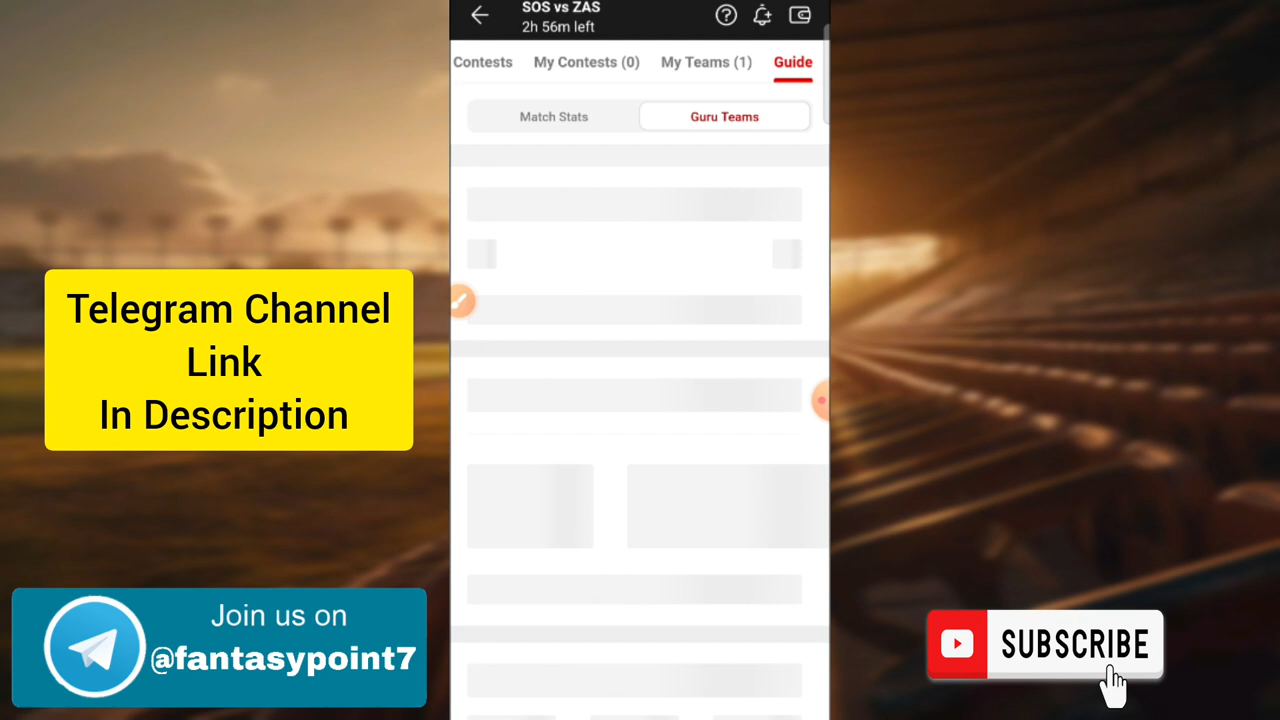 SOS vs ZAS
2h 56m left
Contests My Contests (0) My Teams (1) Guide
Match Stats Guru Teams
Telegram Channel
Link
In Description
Join us on
@fantasypoint7
SUBSCRIBE